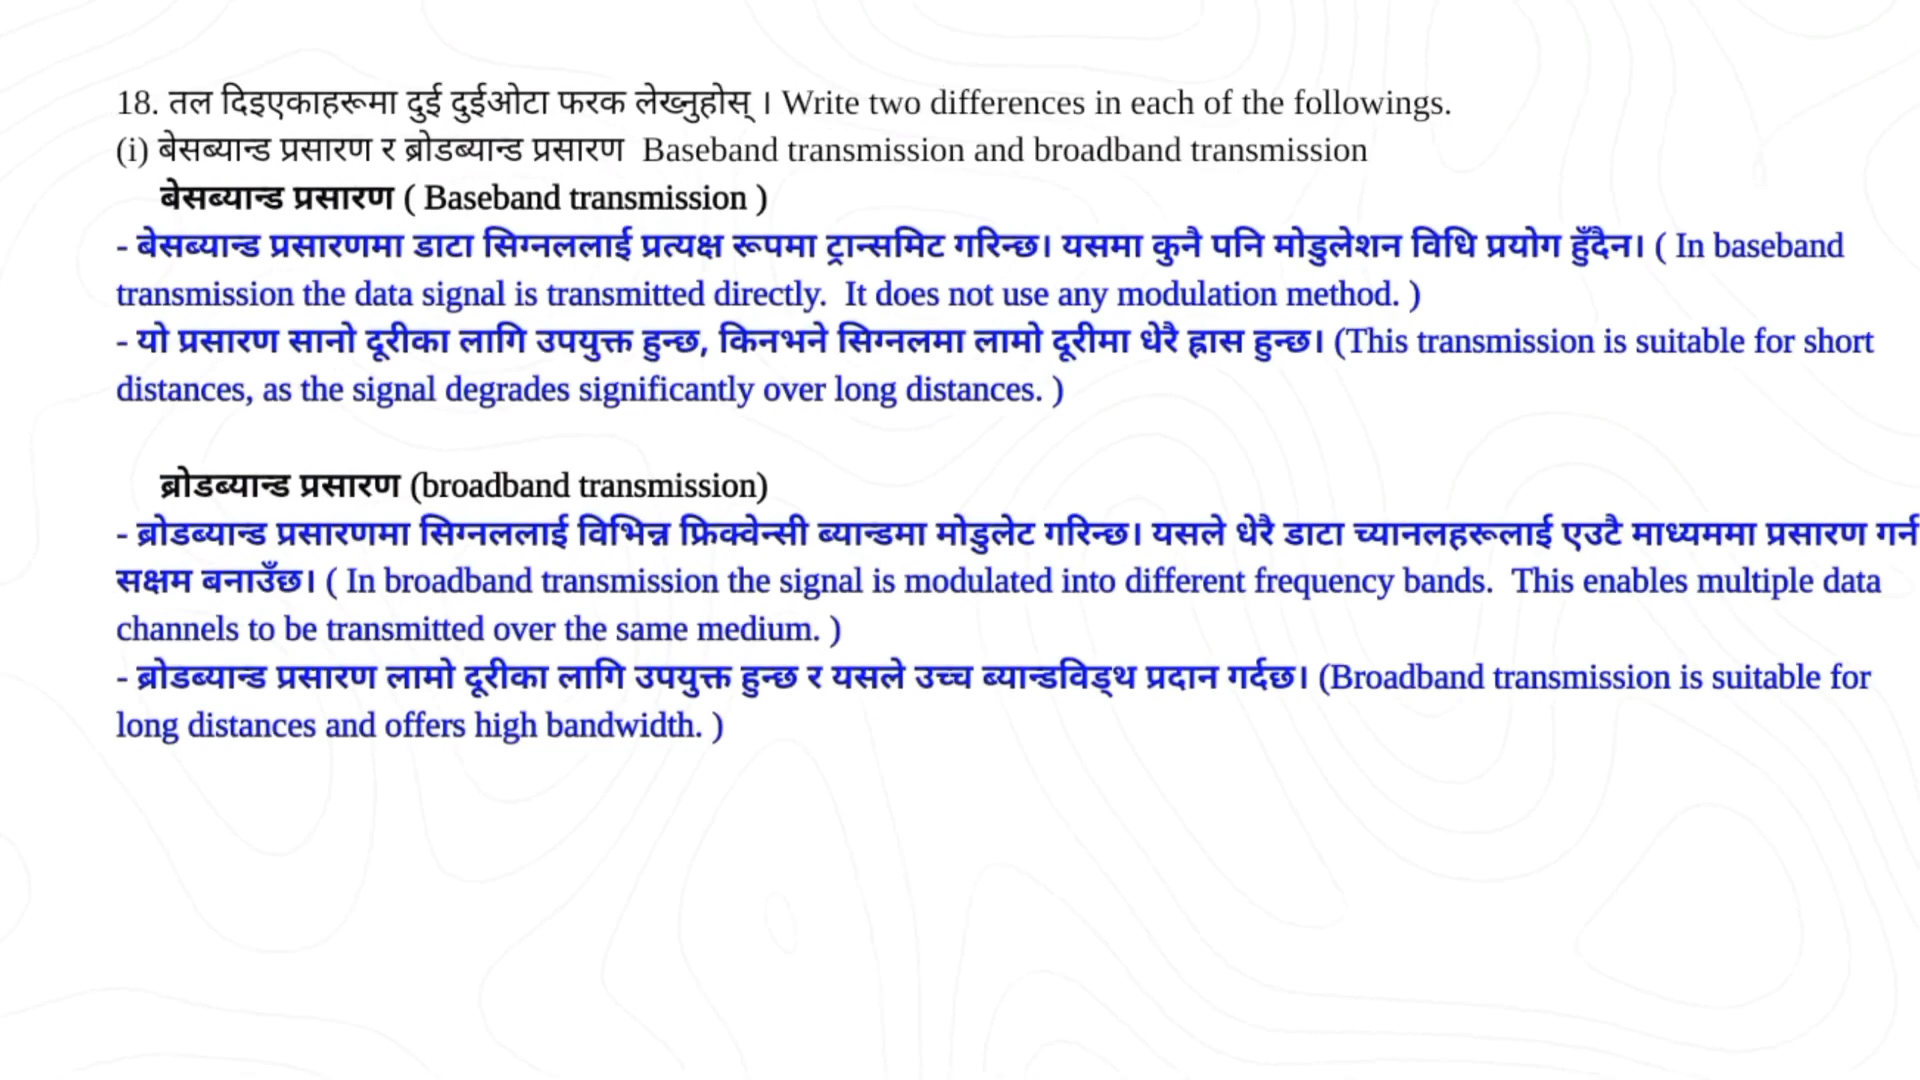 18. तल दिइएकाहरूमा दुई दुईओटा फरक लेख्नुहोस् । Write two differences in each of the followings.
(i) बेसब्यान्ड प्रसारण र ब्रोडब्यान्ड प्रसारण  Baseband transmission and broadband transmission
बेसब्यान्ड प्रसारण ( Baseband transmission )
- बेसब्यान्ड प्रसारणमा डाटा सिग्नललाई प्रत्यक्ष रूपमा ट्रान्समिट गरिन्छ। यसमा कुनै पनि मोडुलेशन विधि प्रयोग हुँदैन। ( In baseband
transmission the data signal is transmitted directly.  It does not use any modulation method. )
- यो प्रसारण सानो दूरीका लागि उपयुक्त हुन्छ, किनभने सिग्नलमा लामो दूरीमा धेरै ह्रास हुन्छ। (This transmission is suitable for short
distances, as the signal degrades significantly over long distances. )
ब्रोडब्यान्ड प्रसारण (broadband transmission)
- ब्रोडब्यान्ड प्रसारणमा सिग्नललाई विभिन्न फ्रिक्वेन्सी ब्यान्डमा मोडुलेट गरिन्छ। यसले धेरै डाटा च्यानलहरूलाई एउटै माध्यममा प्रसारण गर्न
सक्षम बनाउँछ। ( In broadband transmission the signal is modulated into different frequency bands.  This enables multiple data
channels to be transmitted over the same medium. )
- ब्रोडब्यान्ड प्रसारण लामो दूरीका लागि उपयुक्त हुन्छ र यसले उच्च ब्यान्डविड्थ प्रदान गर्दछ। (Broadband transmission is suitable for
long distances and offers high bandwidth. )